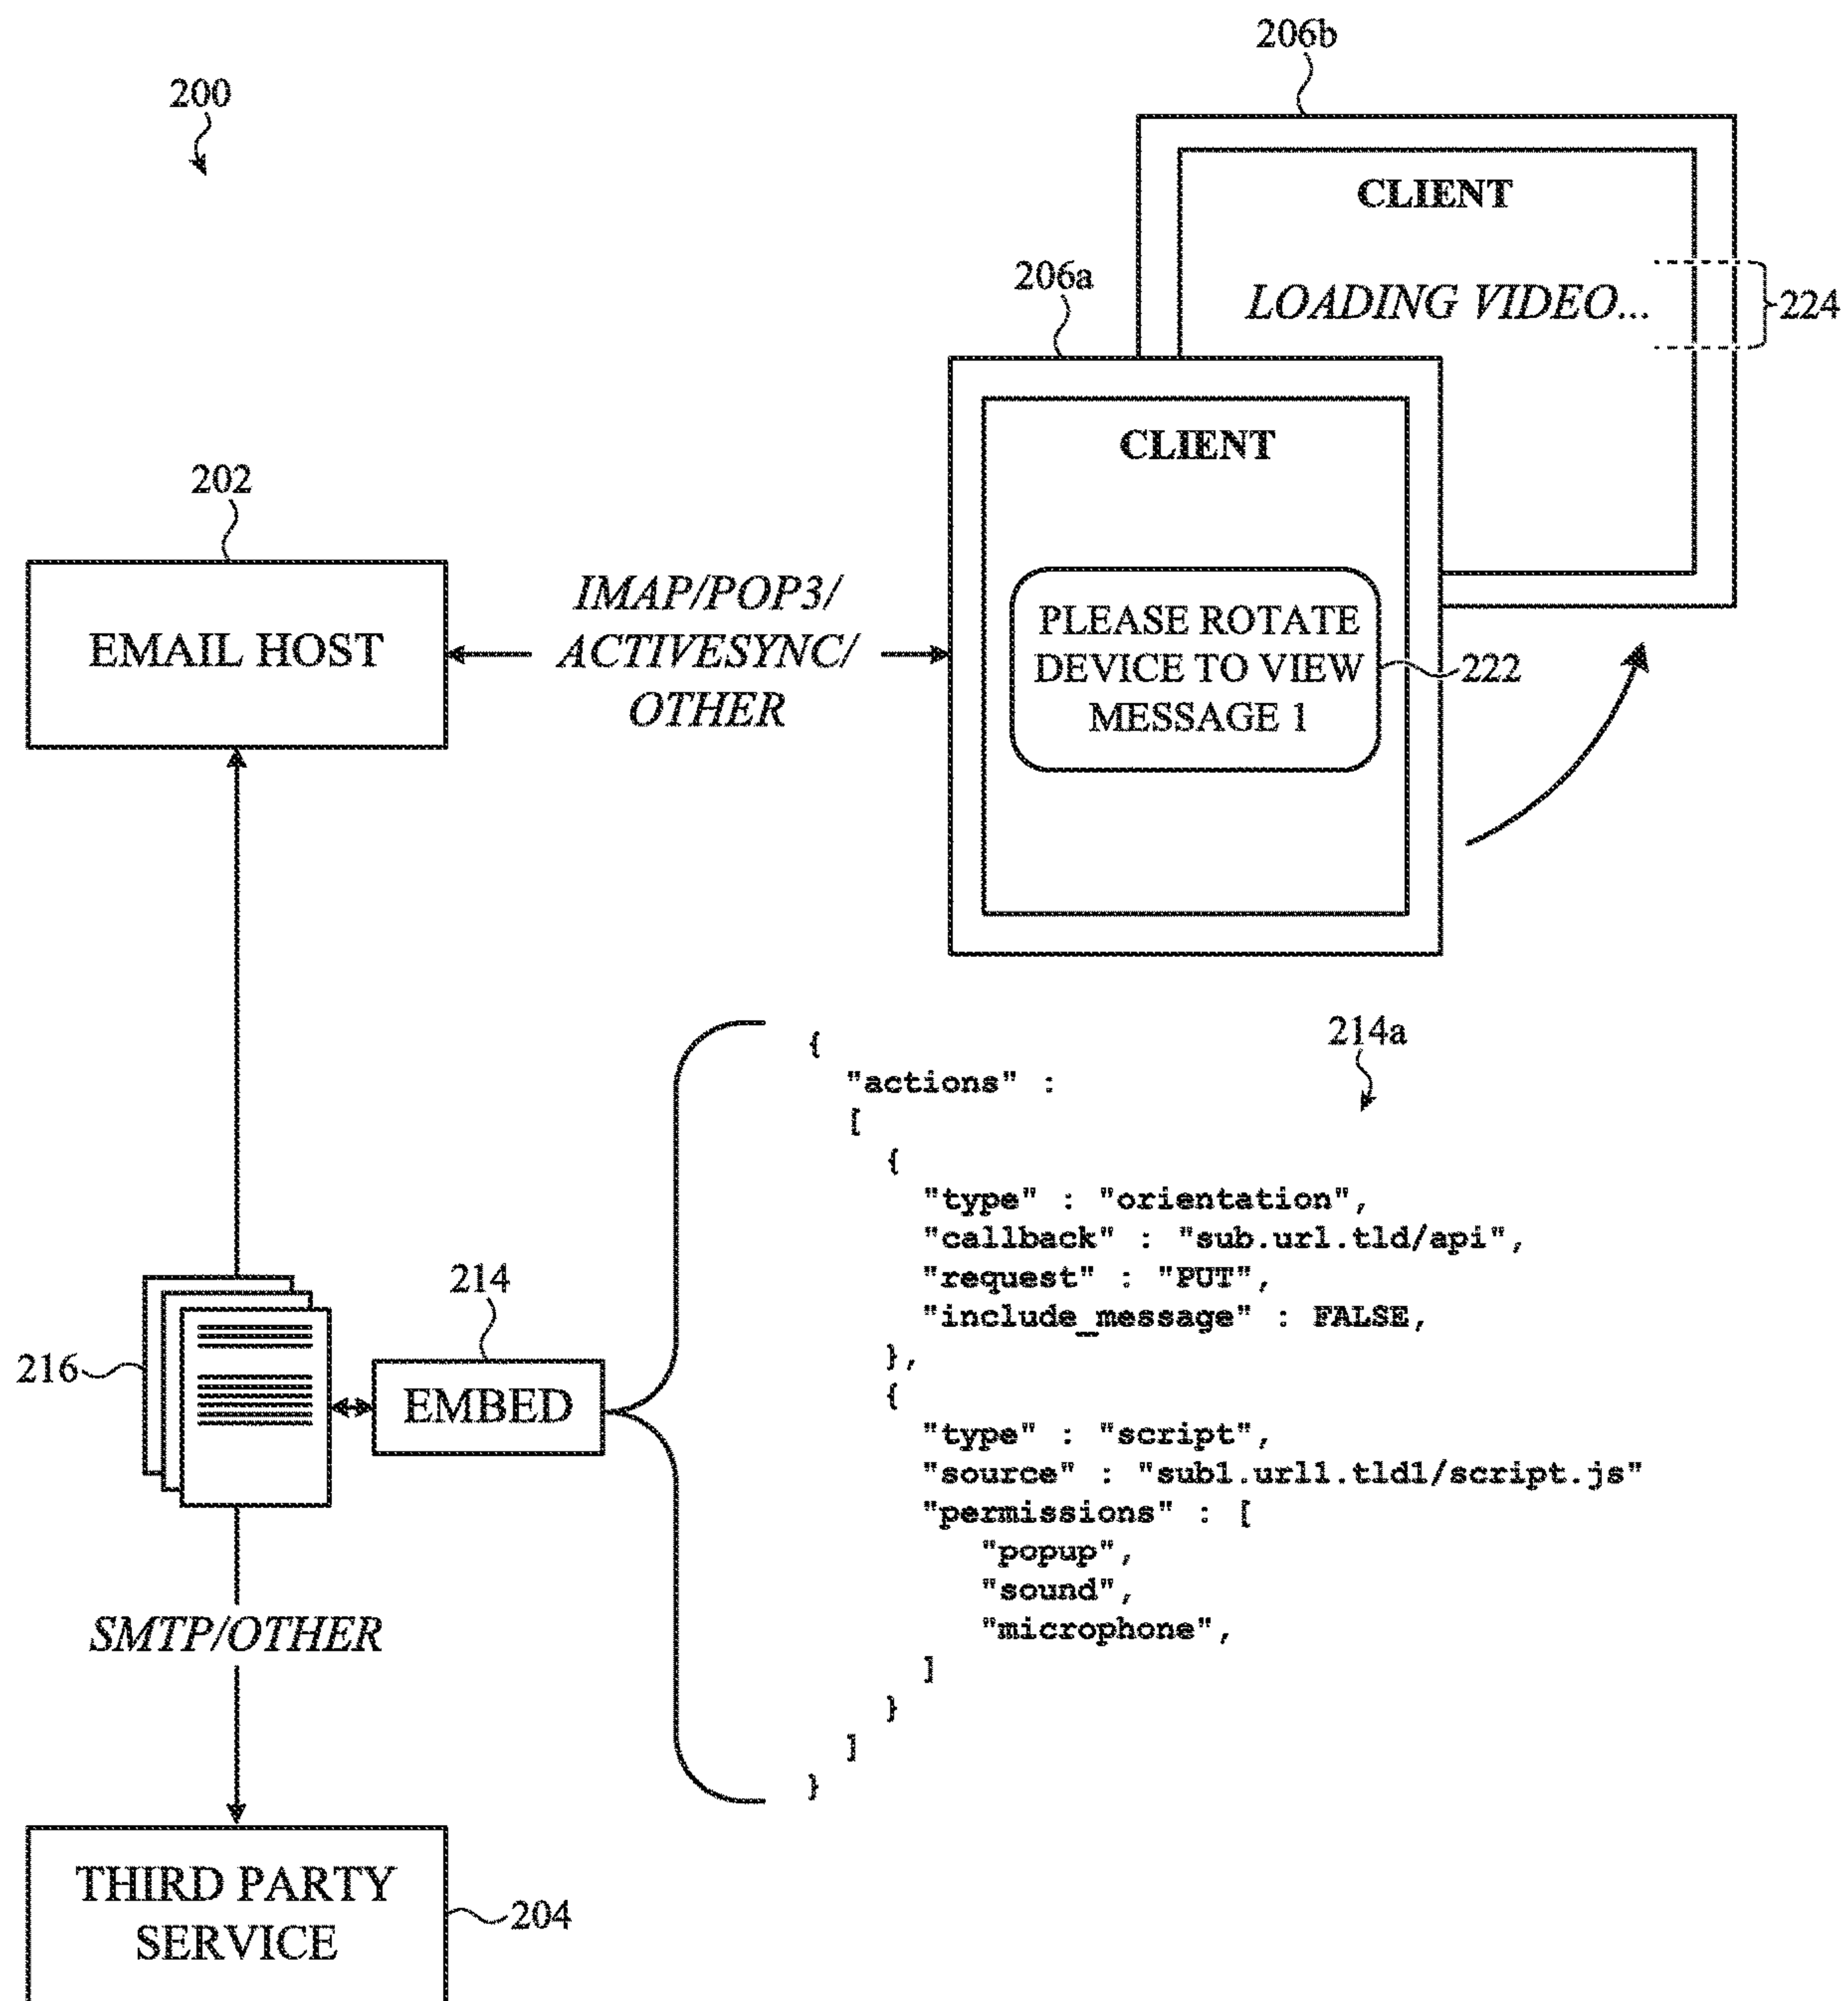 206b
200
CLIENT
206a
LOADING VIDEO...
224
CLIENT
202
EMAIL HOST
IMAP/POP3/
ACTIVESYNC/
OTHER
PLEASE ROTATE
DEVICE TO VIEW
MESSAGE 1
222
214a
{
"actions" :
[
{
"type" : "orientation",
"callback" : "sub.url.tld/api",
"request" : "PUT",
"include_message" : FALSE,
},
{
"type" : "script",
"source" : "sub1.url1.tld1/script.js"
"permissions" : [
"popup",
"sound",
"microphone",
]
}
]
}
214
216
EMBED
SMTP/OTHER
THIRD PARTY
SERVICE
204